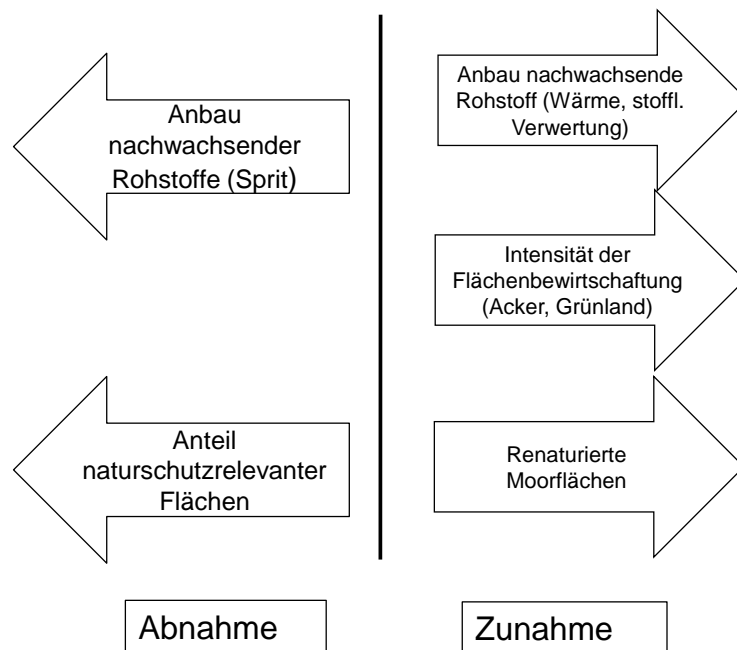 Anbau
nachwachsender
Rohstoffe (Sprit)
Anteil
naturschutzrelevanter
Flächen
Abnahme
Anbau nachwachsende
Rohstoff (Wärme, stoffl.
Verwertung)
Intensität der
Flächenbewirtschaftung
(Acker, Grünland)
Renaturierte
Moorflächen
Zunahme